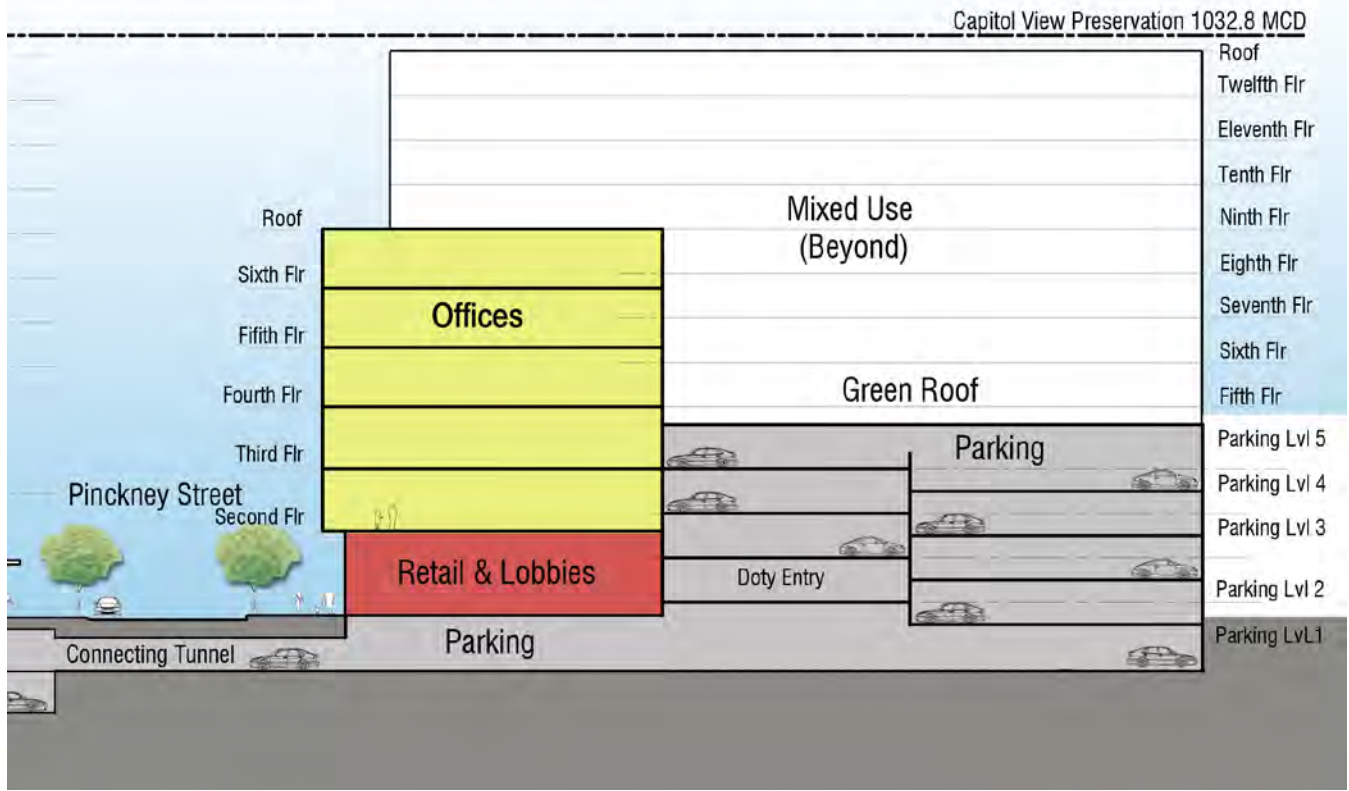 Capitol View Preservation 1032.8 MCD
Roof
Twelfth Flr
Eleventh Flr
Tenth Flr
Ninth Flr
Eighth Flr
Seventh Flr
Sixth Flr
Fifth Flr
Parking Lvl 5
Parking Lvl 4
Parking Lvl 3
Parking Lvl 2
Parking LvL1
Mixed Use
(Beyond)
Green Roof
Parking
Doty Entry
Roof
Sixth Flr
Fifith Flr
Fourth Flr
Third Flr
Second Flr
Offices
Retail & Lobbies
Parking
Pinckney Street
Connecting Tunnel